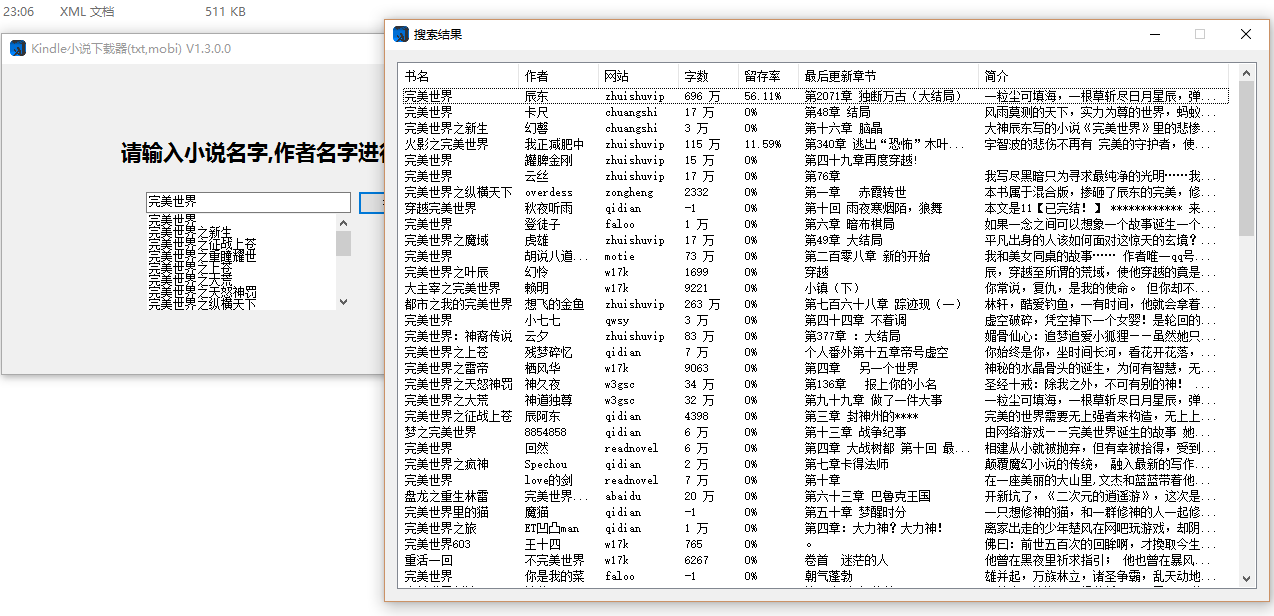 23:06 XML 文档 511 KB
Kindle小说下载器(txt,mobi) V1.3.0.0
请输入小说名字,作者名字进行
完美世界
完美世界
完美世界之新生
完美世界之征战上苍
完美世界之重瞳耀世
完美世界之上苍
完美世界之大荒
完美世界之天怒神罚
完美世界之纵横天下
搜索结果
书名 作者 网站 字数 留存率 最后更新章节 简介
完美世界 辰东 zhuishuvip 696 万 56.11% 第2071章 独断万古（大结局） 一粒尘可填海，一根草斩尽日月星辰，弹...
完美世界 卡尺 chuangshi 17 万 0% 第48章 结局 风雨莫测的天下，实力为尊的世界，蚂蚁...
完美世界之新生 幻馨 chuangshi 3 万 0% 第十六章 脑晶 大神辰东写的小说《完美世界》里的悲惨...
火影之完美世界 我正减肥中 zhuishuvip 115 万 11.59% 第340章 逃出“恐怖”木叶... 宇智波的悲伤不再有 完美的守护者，使...
完美世界 罐脾金刚 zhuishuvip 15 万 0% 第四十九章再度穿越!
完美世界 云丝 zhuishuvip 17 万 0% 第76章 我写尽黑暗只为寻求最纯净的光明……我...
完美世界之纵横天下 overdess zongheng 2332 0% 第一章 赤霞转世 本书属于混合版，掺砸了辰东的完美，修...
穿越完美世界 秋夜听雨 qidian -1 0% 第十回 雨夜寒烟陌，狼舞 本文是11【已完结！】 ************ 来...
完美世界 登徒子 faloo 1 万 0% 第六章 暗布棋局 如果一念之间可以想象一个故事诞生一个...
完美世界之魔域 虔雄 zhuishuvip 17 万 0% 第49章 大结局 平凡出身的人该如何面对这惊天的玄境？...
完美世界 胡说八道... motie 73 万 0% 第二百零八章 新的开始 我和美女同桌的故事…… 作者唯一qq号...
完美世界之叶辰 幻怜 w17k 1699 0% 穿越 辰，穿越至所谓的荒域，使他穿越的竟是...
大主宰之完美世界 赖明 w17k 9221 0% 小镇（下） 你常说，复仇，是我的使命。 但你却不...
都市之我的完美世界 想飞的金鱼 zhuishuvip 263 万 0% 第七百六十八章 踪迹现（一） 林轩，酷爱钓鱼，一有时间，他就会拿着...
完美世界 小七七 qwsy 3 万 0% 第四十四章 不着调 虚空破碎，凭空掉下一个女婴！是轮回的...
完美世界：神裔传说 云夕 zhuishuvip 83 万 0% 第377章 : 大结局 媚骨仙心：追梦追爱小狐狸－－虽然她只...
完美世界之上苍 残梦碎忆 qidian 7 万 0% 个人番外第十五章帝号虚空 你始终是你，坐时间长河，看花开花落，...
完美世界之雷帝 栖风华 w17k 9063 0% 第四章 另一个世界 神秘的水晶骨头的诞生，为何有智慧，无...
完美世界之天怒神罚 神久夜 w3gsc 34 万 0% 第136章 报上你的小名 圣经十戒：除我之外，不可有别的神！ ...
完美世界之大荒 神道独尊 w3gsc 32 万 0% 第九十九章 做了一件大事 一粒尘可填海，一根草斩尽日月星辰，弹...
完美世界之征战上苍 辰阿东 qidian 4398 0% 第三章 封神州的**** 完美的世界需要无上强者来构造，无上上...
梦之完美世界 8854858 qidian 6 万 0% 第十三章 战争纪事 由网络游戏－－完美世界诞生的故事 她...
完美世界 回然 readnovel 6 万 0% 第四章 大战树都 第十回 最... 相建从小就被抛弃，但有幸被拾得，受到...
完美世界之疯神 Spechou qidian 2 万 0% 第七章卡得法师 颠覆魔幻小说的传统， 融入最新的写作...
完美世界 love的剑 readnovel 7 万 0% 第十章 在一座美丽的大山里,文杰和蓝蓝带着他...
盘龙之重生林雷 完美世界... abaidu 20 万 0% 第六十三章 巴鲁克王国 开新坑了，《二次元的逍遥游》，这次是...
完美世界里的猫 魔猫 qidian -1 0% 第五十章 梦醒时分 一只想修神的猫，和一群修神的人一起修...
完美世界之旅 ET凹凸man qidian 1 万 0% 第四章：大力神？大力神！ 离家出走的少年楚风在网吧玩游戏，却阴...
完美世界603 王十四 w17k 765 0% 。 佛曰：前世五百次的回眸啊，才換取今生...
重活一回 不完美世界 w17k 6267 0% 卷首 迷茫的人 他曾在黑夜里祈求指引； 他也曾在暴风...
完美世界 你是我的菜 faloo -1 0% 朝气蓬勃 雄并起，万族林立，诸圣争霸，乱天动地...